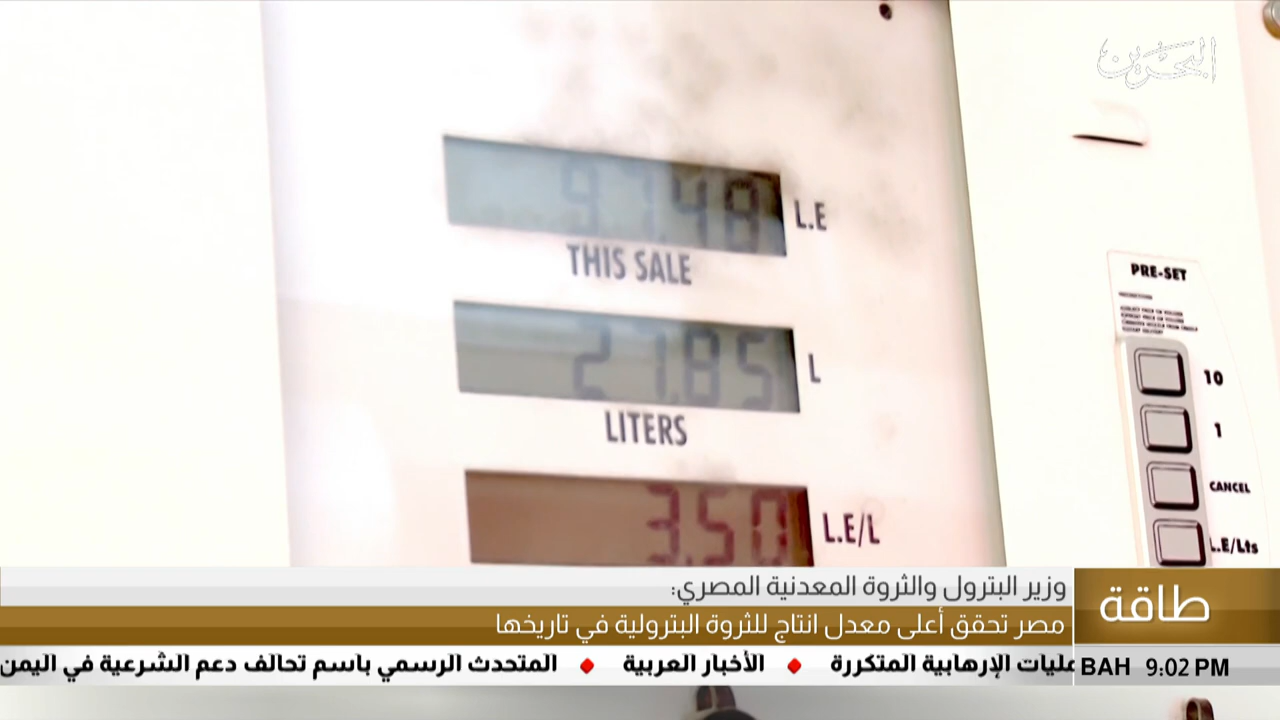 البحرين
97.48 L.E
THIS SALE
27.85 L
LITERS
3.50 L.E/L
PRE-SET
10
1
CANCEL
L.E/Lts
وزير البترول والثروة المعدنية المصري:
طاقة
مصر تحقق أعلى معدل انتاج للثروة البترولية في تاريخها
مليات الإرهابية المتكررة ♦ الأخبار العربية ♦ المتحدث الرسمي باسم تحالف دعم الشرعية في اليمن
BAH 9:02 PM